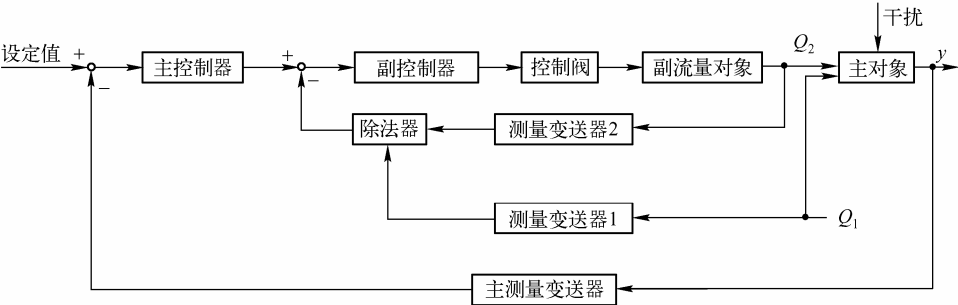 干扰
设定值 + 主控制器 + 副控制器 控制阀 副流量对象 Q₂ 主对象 y
− −
除法器 测量变送器2
测量变送器1 Q₁
主测量变送器